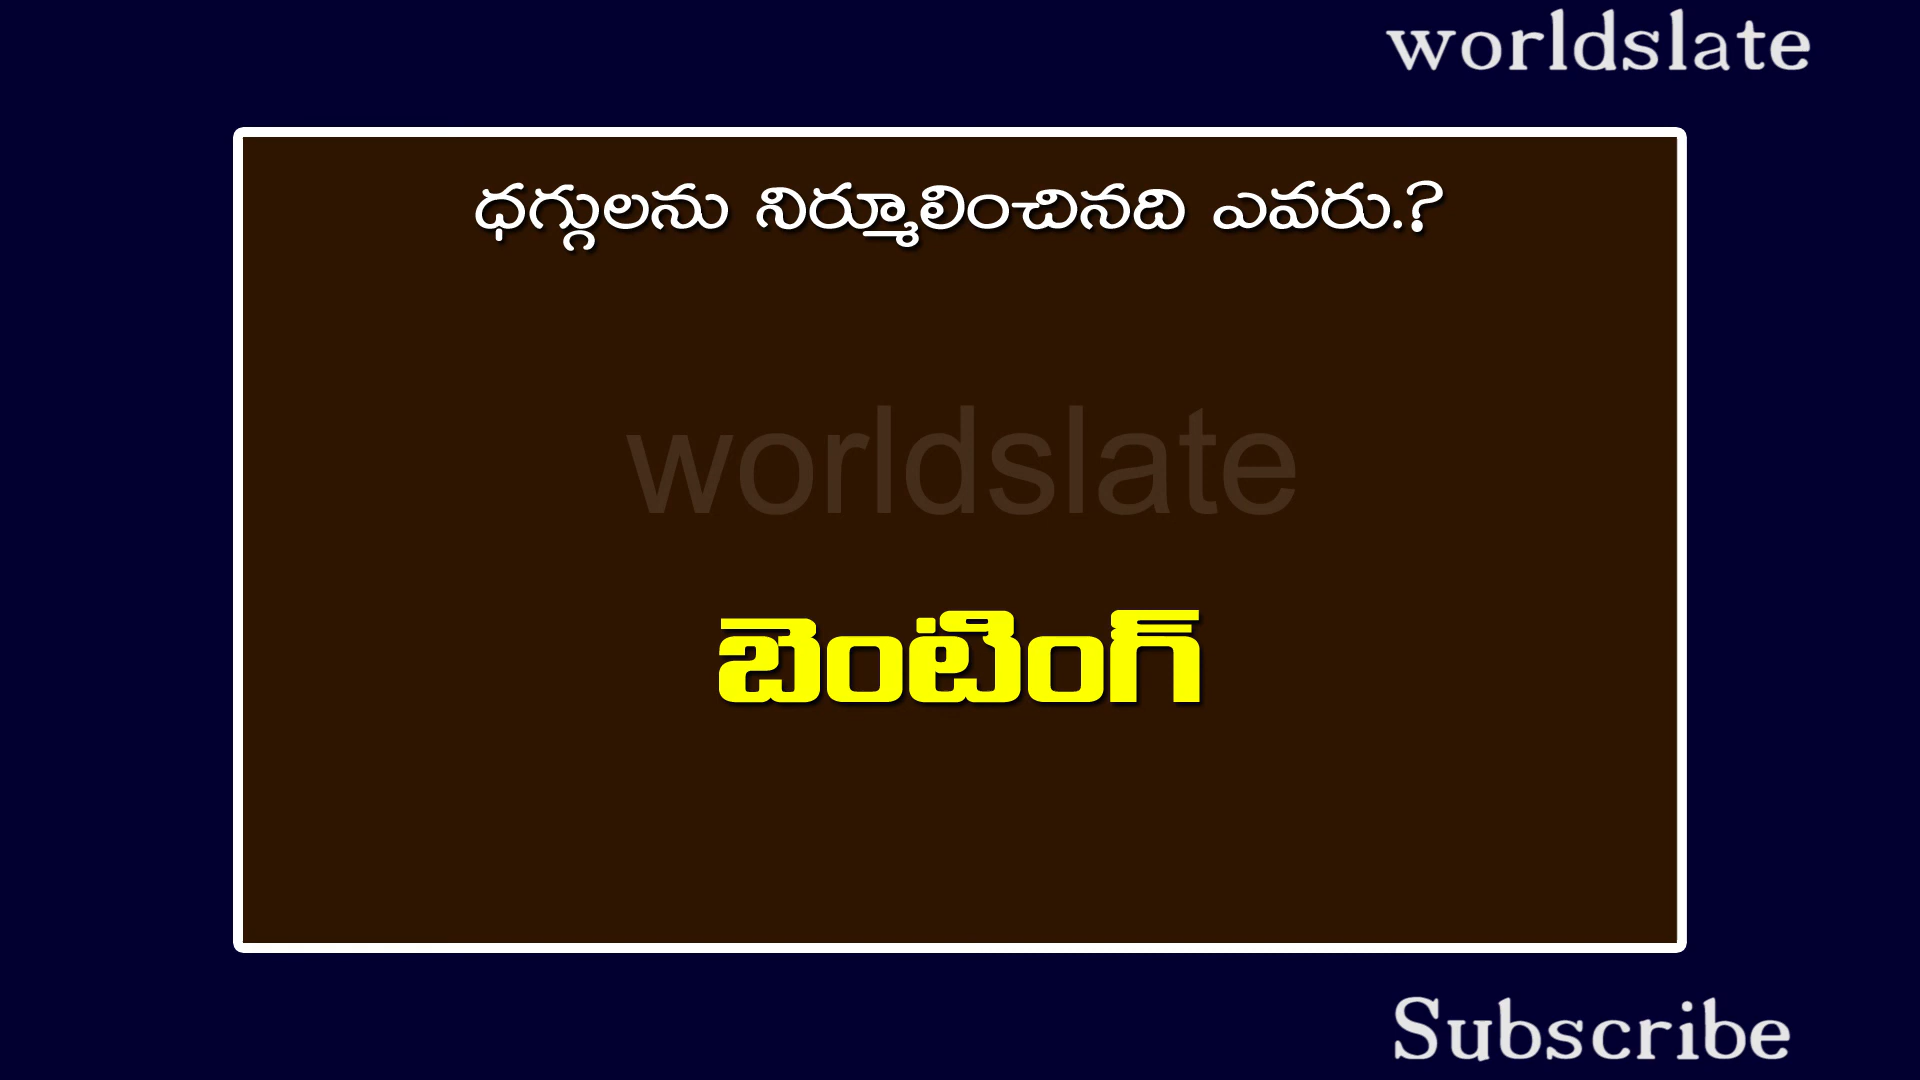 worldslate
ధగ్గులను నిర్మూలించినది ఎవరు.?
worldslate
బెంటింగ్
Subscribe